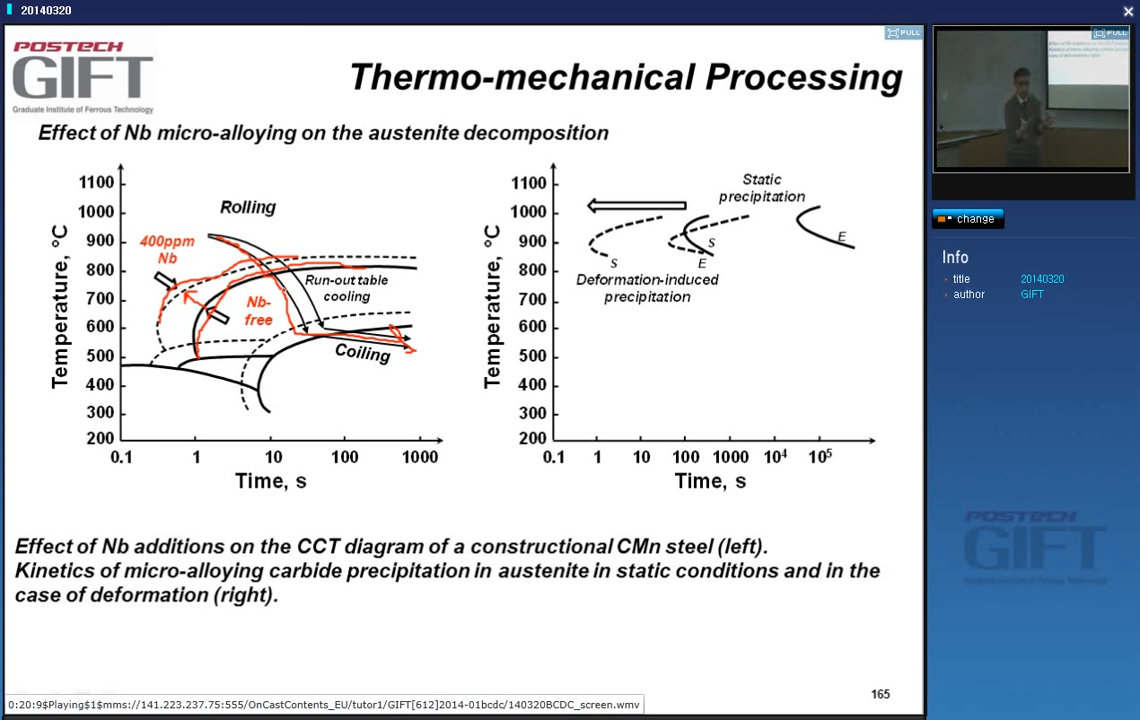 20140320
POSTECH
GIFT
Graduate Institute of Ferrous Technology
Thermo-mechanical Processing
Effect of Nb micro-alloying on the austenite decomposition
Temperature, °C
1100
1000
900
800
700
600
500
400
300
200
Rolling
400ppm
Nb
Nb-
free
Run-out table
cooling
Coiling
0.1 1 10 100 1000
Time, s
Temperature, °C
1100
1000
900
800
700
600
500
400
300
200
Static
precipitation
S
E
S
E
Deformation-induced
precipitation
0.1 1 10 100 1000 10⁴ 10⁵
Time, s
Effect of Nb additions on the CCT diagram of a constructional CMn steel (left).
Kinetics of micro-alloying carbide precipitation in austenite in static conditions and in the
case of deformation (right).
165
0:20:9$Playing$1$mms://141.223.237.75:555/OnCastContents_EU/tutor1/GIFT[612]2014-01bcdc/140320BCDC_screen.wmv
FULL
FULL
change
Info
title 20140320
author GIFT
POSTECH
GIFT